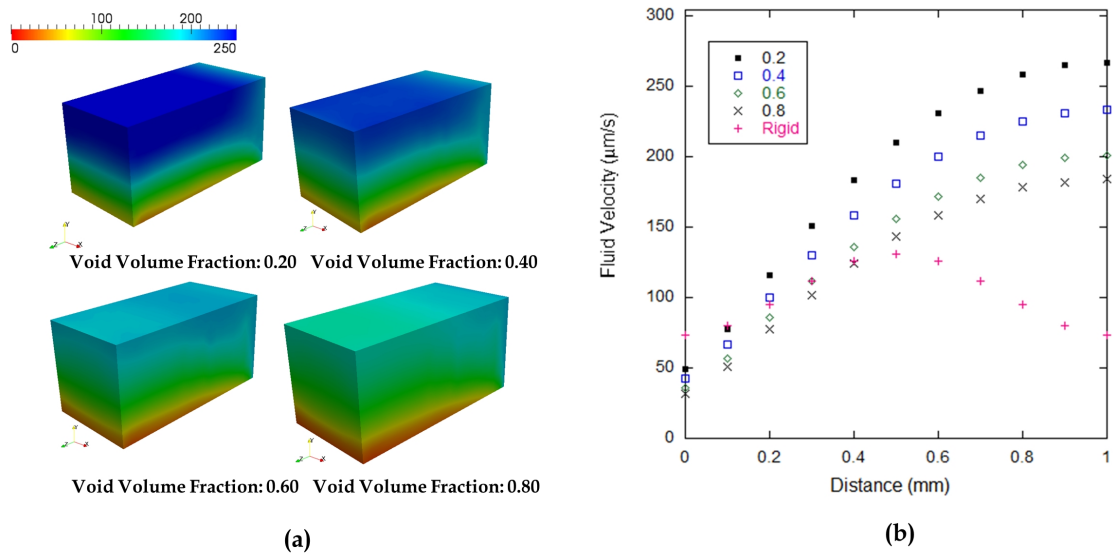 100 200
0 250
Void Volume Fraction: 0.20 Void Volume Fraction: 0.40
Void Volume Fraction: 0.60 Void Volume Fraction: 0.80
(a)
300
250
200
150
100
50
0
Fluid Velocity (μm/s)
0.2
0.4
0.6
0.8
Rigid
0 0.2 0.4 0.6 0.8 1
Distance (mm)
(b)